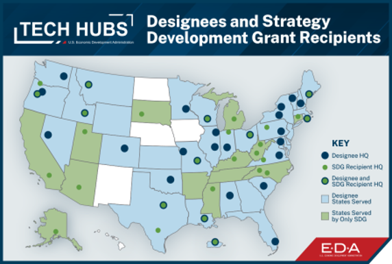 TECH HUBS
U.S. Economic Development Administration
Designees and Strategy
Development Grant Recipients
KEY
Designee HQ
SDG Recipient HQ
Designee and
SDG Recipient HQ
Designee
States Served
States Served
by Only SDG
E·D·A